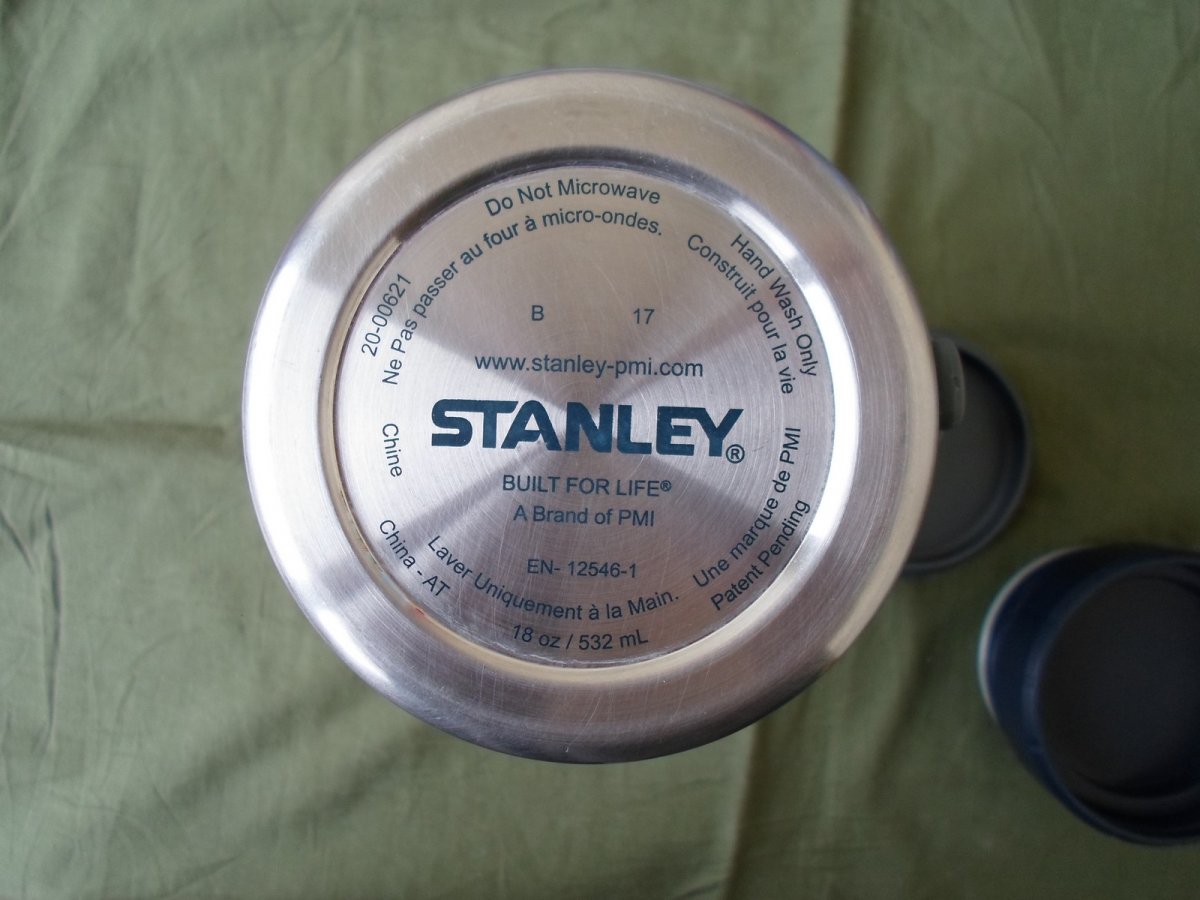 Do Not Microwave
Ne Pas passer au four à micro-ondes.
20-00621
Hand Wash Only
Construit pour la vie
B 17
www.stanley-pmi.com
STANLEY®
BUILT FOR LIFE®
A Brand of PMI
EN- 12546-1
Chine
China - AT
Laver Uniquement à la Main.
18 oz / 532 mL
Une marque de PMI
Patent Pending